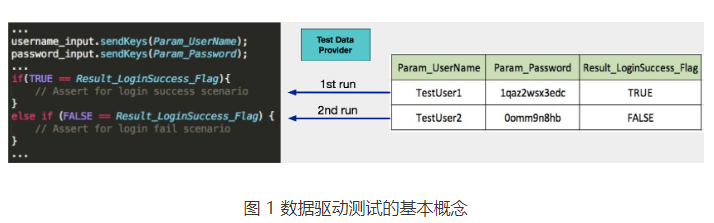 ...
username_input.sendKeys(Param_UserName);
password_input.sendKeys(Param_Password);
...
if(TRUE == Result_LoginSuccess_Flag){
// Assert for login success scenario
}
else if (FALSE == Result_LoginSuccess_Flag) {
// Assert for login fail scenario
}
...
Test Data
Provider
1st run
2nd run
Param_UserName Param_Password Result_LoginSuccess_Flag
TestUser1 1qaz2wsx3edc TRUE
TestUser2 0omm9n8hb FALSE
图 1 数据驱动测试的基本概念